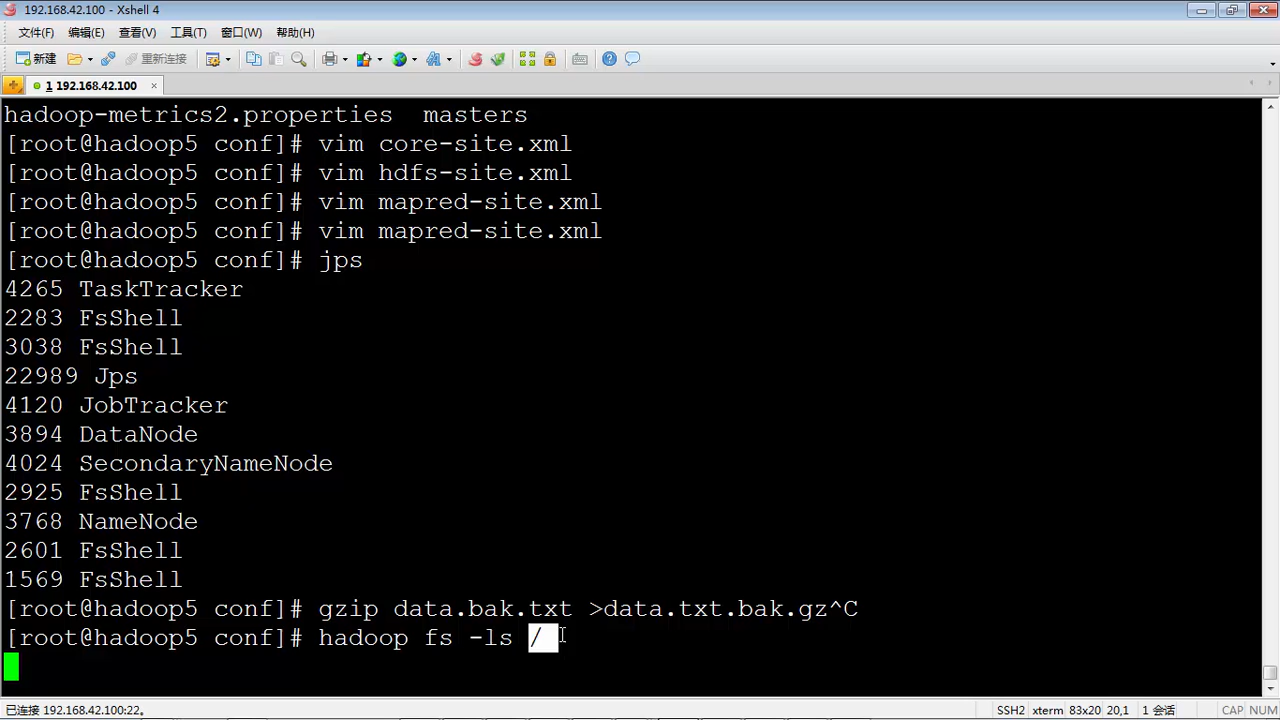 192.168.42.100 - Xshell 4
文件(F) 编辑(E) 查看(V) 工具(T) 窗口(W) 帮助(H)
新建 重新连接
1 192.168.42.100
hadoop-metrics2.properties  masters
[root@hadoop5 conf]# vim core-site.xml
[root@hadoop5 conf]# vim hdfs-site.xml
[root@hadoop5 conf]# vim mapred-site.xml
[root@hadoop5 conf]# vim mapred-site.xml
[root@hadoop5 conf]# jps
4265 TaskTracker
2283 FsShell
3038 FsShell
22989 Jps
4120 JobTracker
3894 DataNode
4024 SecondaryNameNode
2925 FsShell
3768 NameNode
2601 FsShell
1569 FsShell
[root@hadoop5 conf]# gzip data.bak.txt >data.txt.bak.gz^C
[root@hadoop5 conf]# hadoop fs -ls /
已连接 192.168.42.100:22。 SSH2 xterm 83x20 20,1 1 会话 CAP NUM